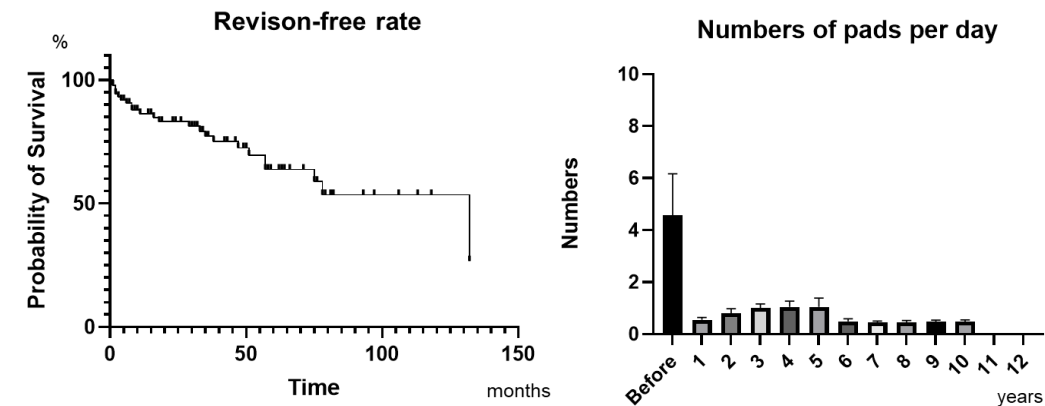 Revison-free rate
%
Probability of Survival
100
50
0
0 50 100 150
Time
months
Numbers of pads per day
Numbers
10
8
6
4
2
0
Before 1 2 3 4 5 6 7 8 9 10 11 12
years